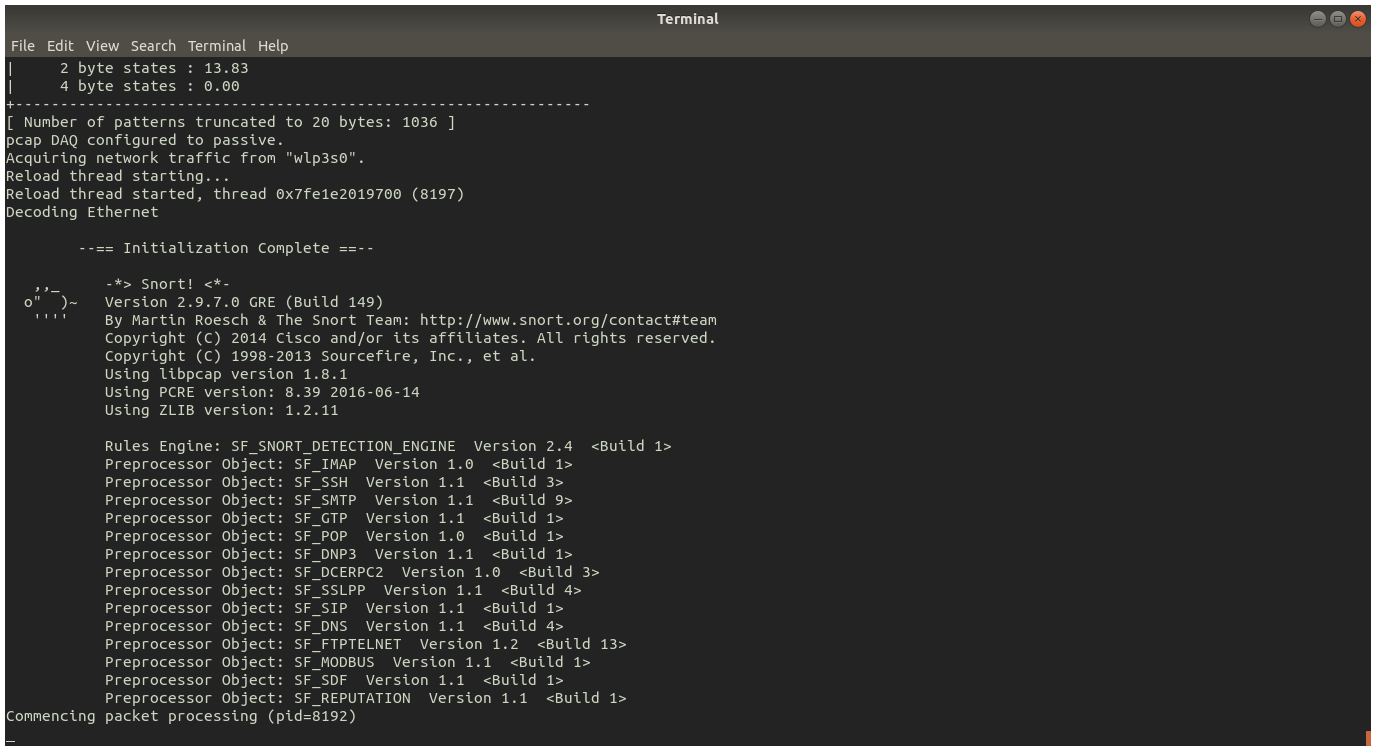 Terminal
File Edit View Search Terminal Help
|     2 byte states : 13.83
|     4 byte states : 0.00
+----------------------------------------------------------------
[ Number of patterns truncated to 20 bytes: 1036 ]
pcap DAQ configured to passive.
Acquiring network traffic from "wlp3s0".
Reload thread starting...
Reload thread started, thread 0x7fe1e2019700 (8197)
Decoding Ethernet
        --== Initialization Complete ==--
   ,,_     -*> Snort! <*-
  o"  )~   Version 2.9.7.0 GRE (Build 149)
   ''''    By Martin Roesch & The Snort Team: http://www.snort.org/contact#team
           Copyright (C) 2014 Cisco and/or its affiliates. All rights reserved.
           Copyright (C) 1998-2013 Sourcefire, Inc., et al.
           Using libpcap version 1.8.1
           Using PCRE version: 8.39 2016-06-14
           Using ZLIB version: 1.2.11
           Rules Engine: SF_SNORT_DETECTION_ENGINE  Version 2.4  <Build 1>
           Preprocessor Object: SF_IMAP  Version 1.0  <Build 1>
           Preprocessor Object: SF_SSH  Version 1.1  <Build 3>
           Preprocessor Object: SF_SMTP  Version 1.1  <Build 9>
           Preprocessor Object: SF_GTP  Version 1.1  <Build 1>
           Preprocessor Object: SF_POP  Version 1.0  <Build 1>
           Preprocessor Object: SF_DNP3  Version 1.1  <Build 1>
           Preprocessor Object: SF_DCERPC2  Version 1.0  <Build 3>
           Preprocessor Object: SF_SSLPP  Version 1.1  <Build 4>
           Preprocessor Object: SF_SIP  Version 1.1  <Build 1>
           Preprocessor Object: SF_DNS  Version 1.1  <Build 4>
           Preprocessor Object: SF_FTPTELNET  Version 1.2  <Build 13>
           Preprocessor Object: SF_MODBUS  Version 1.1  <Build 1>
           Preprocessor Object: SF_SDF  Version 1.1  <Build 1>
           Preprocessor Object: SF_REPUTATION  Version 1.1  <Build 1>
Commencing packet processing (pid=8192)